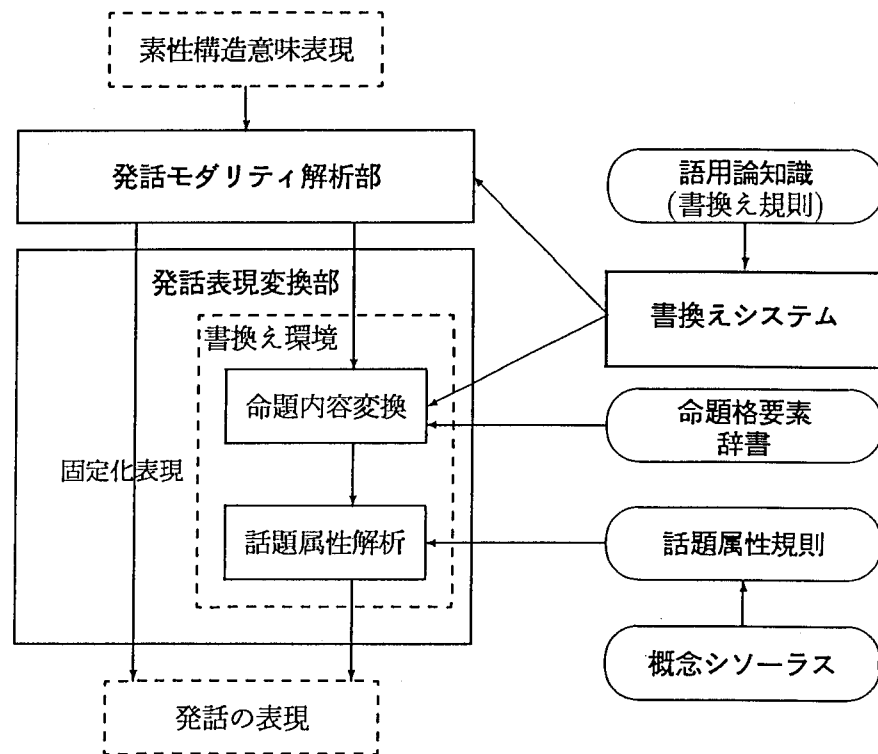 素性構造意味表現
発話モダリティ解析部
語用論知識
(書換え規則)
発話表現変換部
書換えシステム
書換え環境
命題内容変換
命題格要素
辞書
固定化表現
話題属性解析
話題属性規則
概念シソーラス
発話の表現